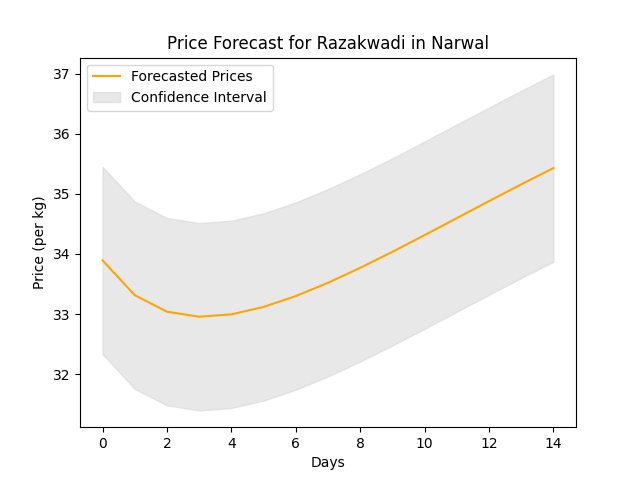 Price Forecast for Razakwadi in Narwal
Forecasted Prices
Confidence Interval
Price (per kg)
37
36
35
34
33
32
0 2 4 6 8 10 12 14
Days